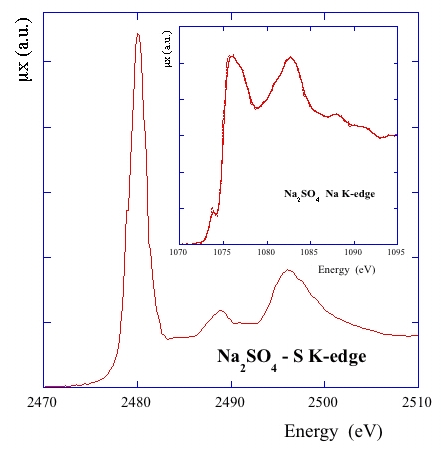 μx (a.u.)
μx (a.u.)
Na₂SO₄ Na K-edge
1070 1075 1080 1085 1090 1095
Energy (eV)
Na₂SO₄ - S K-edge
2470 2480 2490 2500 2510
Energy (eV)